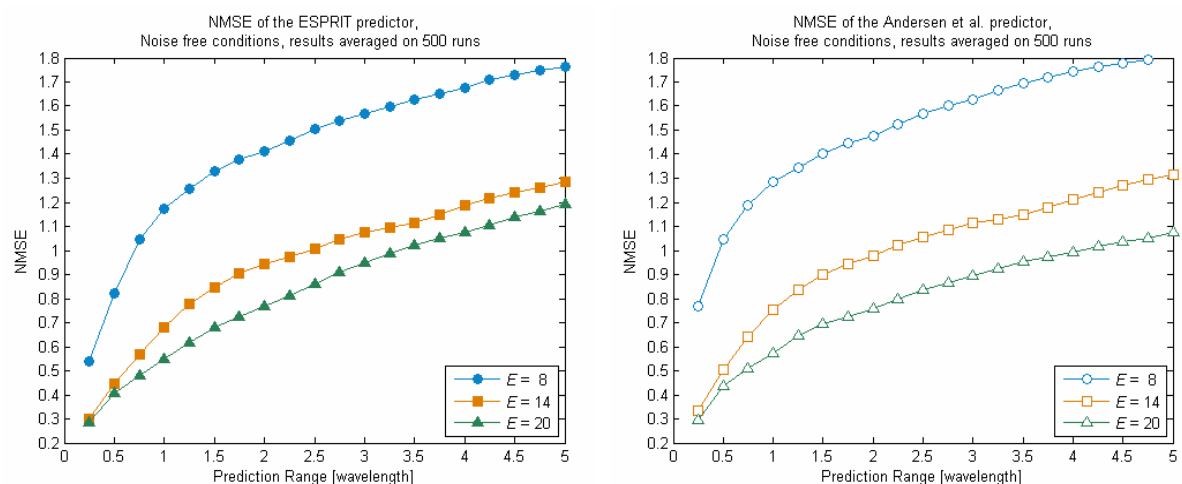 NMSE of the ESPRIT predictor,
Noise free conditions, results averaged on 500 runs
1.8
1.7
1.6
1.5
1.4
1.3
1.2
1.1
1
0.9
0.8
0.7
0.6
0.5
0.4
0.3
0.2
NMSE
E = 8
E = 14
E = 20
0 0.5 1 1.5 2 2.5 3 3.5 4 4.5 5
Prediction Range [wavelength]
NMSE of the Andersen et al. predictor,
Noise free conditions, results averaged on 500 runs
1.8
1.7
1.6
1.5
1.4
1.3
1.2
1.1
1
0.9
0.8
0.7
0.6
0.5
0.4
0.3
0.2
NMSE
E = 8
E = 14
E = 20
0 0.5 1 1.5 2 2.5 3 3.5 4 4.5 5
Prediction Range [wavelength]